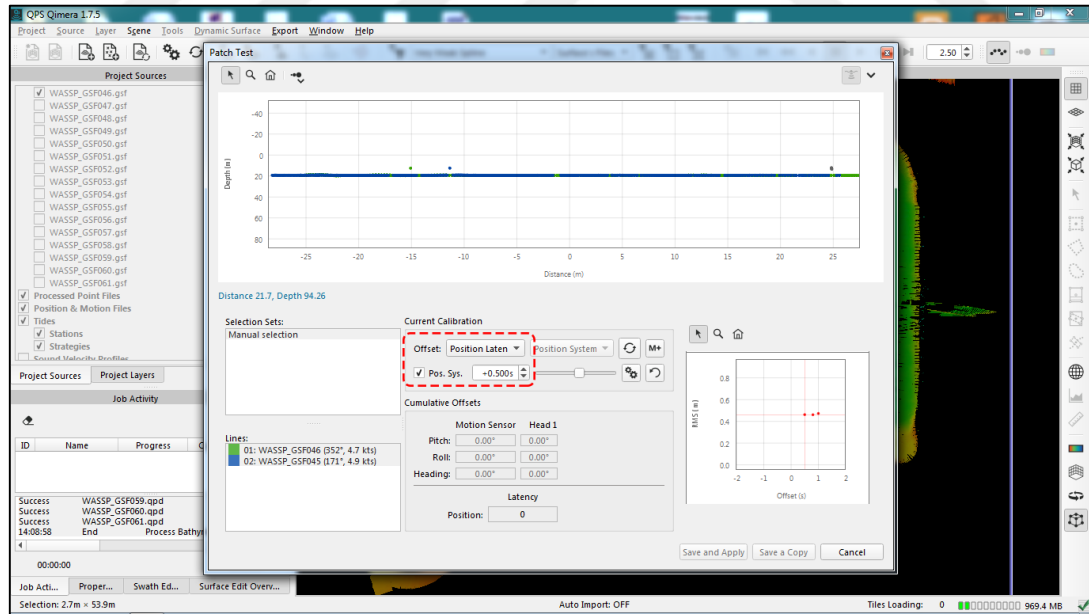 QPS Qimera 1.7.5
Project Source Layer Scene Tools Dynamic Surface Export Window Help
2.50
Project Sources
WASSP_GSF046.gsf
WASSP_GSF047.gsf
WASSP_GSF048.gsf
WASSP_GSF049.gsf
WASSP_GSF050.gsf
WASSP_GSF051.gsf
WASSP_GSF052.gsf
WASSP_GSF053.gsf
WASSP_GSF054.gsf
WASSP_GSF055.gsf
WASSP_GSF056.gsf
WASSP_GSF057.gsf
WASSP_GSF058.gsf
WASSP_GSF059.gsf
WASSP_GSF060.gsf
WASSP_GSF061.gsf
Processed Point Files
Position & Motion Files
Tides
Stations
Strategies
Sound Velocity Profiles
Project Sources Project Layers
Job Activity
ID Name Progress
Success WASSP_GSF059.qpd
Success WASSP_GSF060.qpd
Success WASSP_GSF061.qpd
14:08:58 End Process Bathy
00:00:00
Job Acti... Proper... Swath Ed... Surface Edit Overv...
Patch Test
Depth (m)
-40
-20
0
20
40
60
80
-25 -20 -15 -10 -5 0 5 10 15 20 25
Distance (m)
Distance 21.7, Depth 94.26
Selection Sets:
Manual selection
Lines:
01: WASSP_GSF046 (352°, 4.7 kts)
02: WASSP_GSF045 (171°, 4.9 kts)
Current Calibration
Offset: Position Laten Position System M+
Pos. Sys. +0.500s
Cumulative Offsets
Motion Sensor Head 1
Pitch: 0.00° 0.00°
Roll: 0.00° 0.00°
Heading: 0.00° 0.00°
Latency
Position: 0
RMS (m)
0.8
0.6
0.4
0.2
0.0
-2 -1 0 1 2
Offset (s)
Save and Apply Save a Copy Cancel
Selection: 2.7m × 53.9m Auto Import: OFF Tiles Loading: 0 969.4 MB